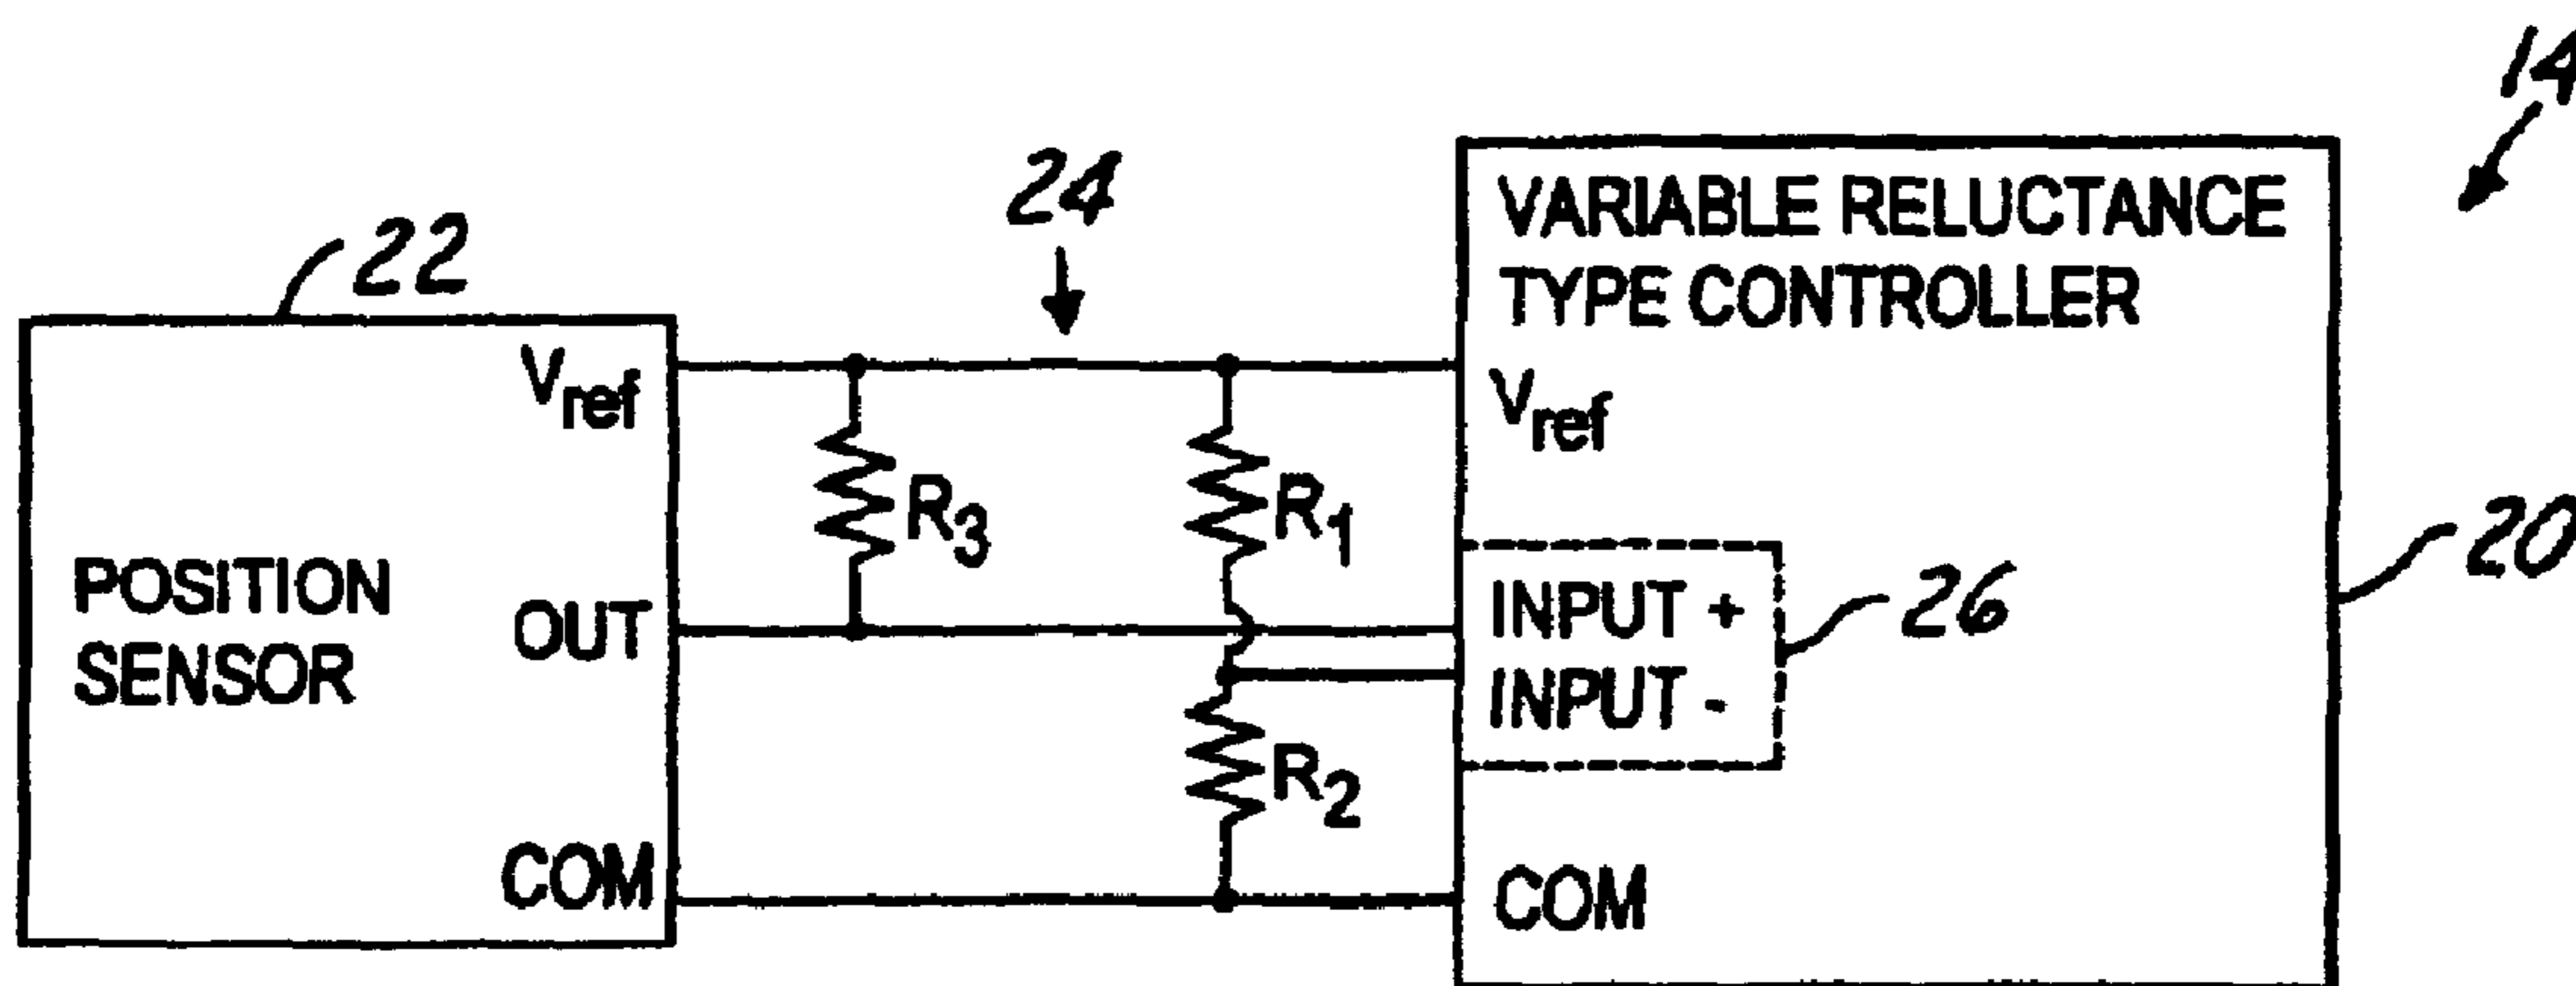 14
24
VARIABLE RELUCTANCE
TYPE CONTROLLER
22
Vref
Vref
R3
R1
20
POSITION
SENSOR
OUT
INPUT +
INPUT -
26
R2
COM
COM